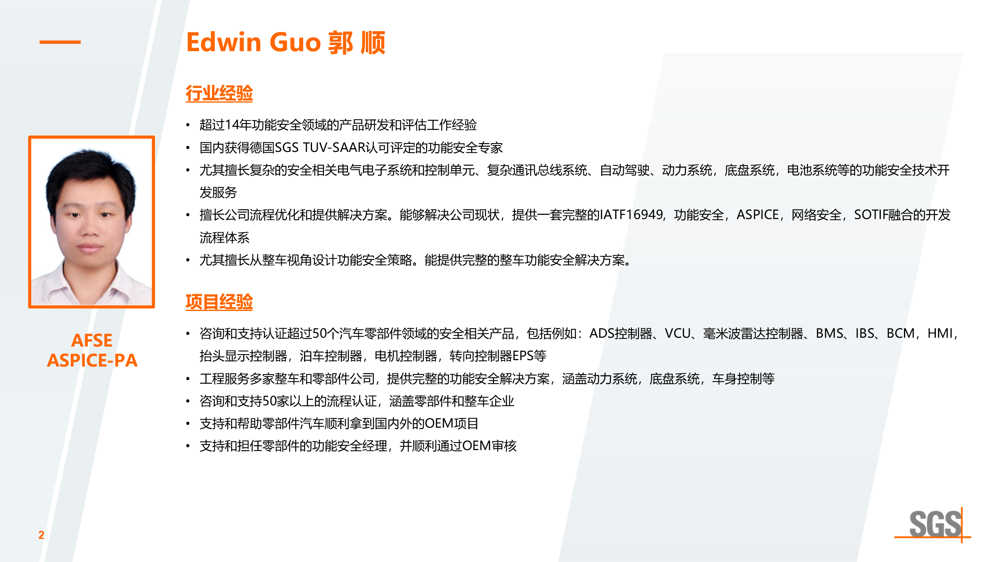 Edwin Guo 郭 顺
行业经验
• 超过14年功能安全领域的产品研发和评估工作经验
• 国内获得德国SGS TUV-SAAR认可评定的功能安全专家
• 尤其擅长复杂的安全相关电气电子系统和控制单元、复杂通讯总线系统、自动驾驶、动力系统，底盘系统，电池系统等的功能安全技术开
发服务
• 擅长公司流程优化和提供解决方案。能够解决公司现状，提供一套完整的IATF16949，功能安全，ASPICE，网络安全，SOTIF融合的开发
流程体系
• 尤其擅长从整车视角设计功能安全策略。能提供完整的整车功能安全解决方案。
项目经验
• 咨询和支持认证超过50个汽车零部件领域的安全相关产品，包括例如：ADS控制器、VCU、毫米波雷达控制器、BMS、IBS、BCM，HMI，
抬头显示控制器，泊车控制器，电机控制器，转向控制器EPS等
• 工程服务多家整车和零部件公司，提供完整的功能安全解决方案，涵盖动力系统，底盘系统，车身控制等
• 咨询和支持50家以上的流程认证，涵盖零部件和整车企业
• 支持和帮助零部件汽车顺利拿到国内外的OEM项目
• 支持和担任零部件的功能安全经理，并顺利通过OEM审核
AFSE
ASPICE-PA
2
SGS